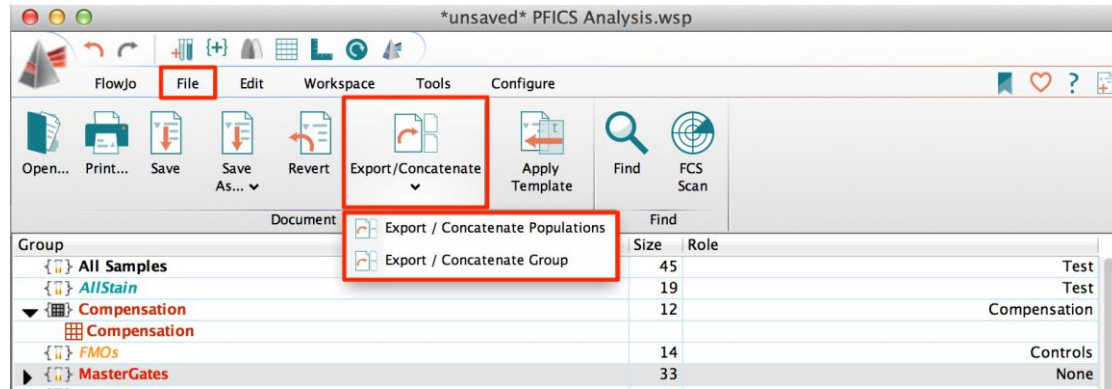 *unsaved* PFICS Analysis.wsp
FlowJo File Edit Workspace Tools Configure
Open... Print... Save Save As... Revert Export/Concatenate Apply Template Find FCS Scan
Document Find
Export / Concatenate Populations
Export / Concatenate Group
Group Size Role
All Samples 45 Test
AllStain 19 Test
Compensation 12 Compensation
Compensation
FMOs 14 Controls
MasterGates 33 None